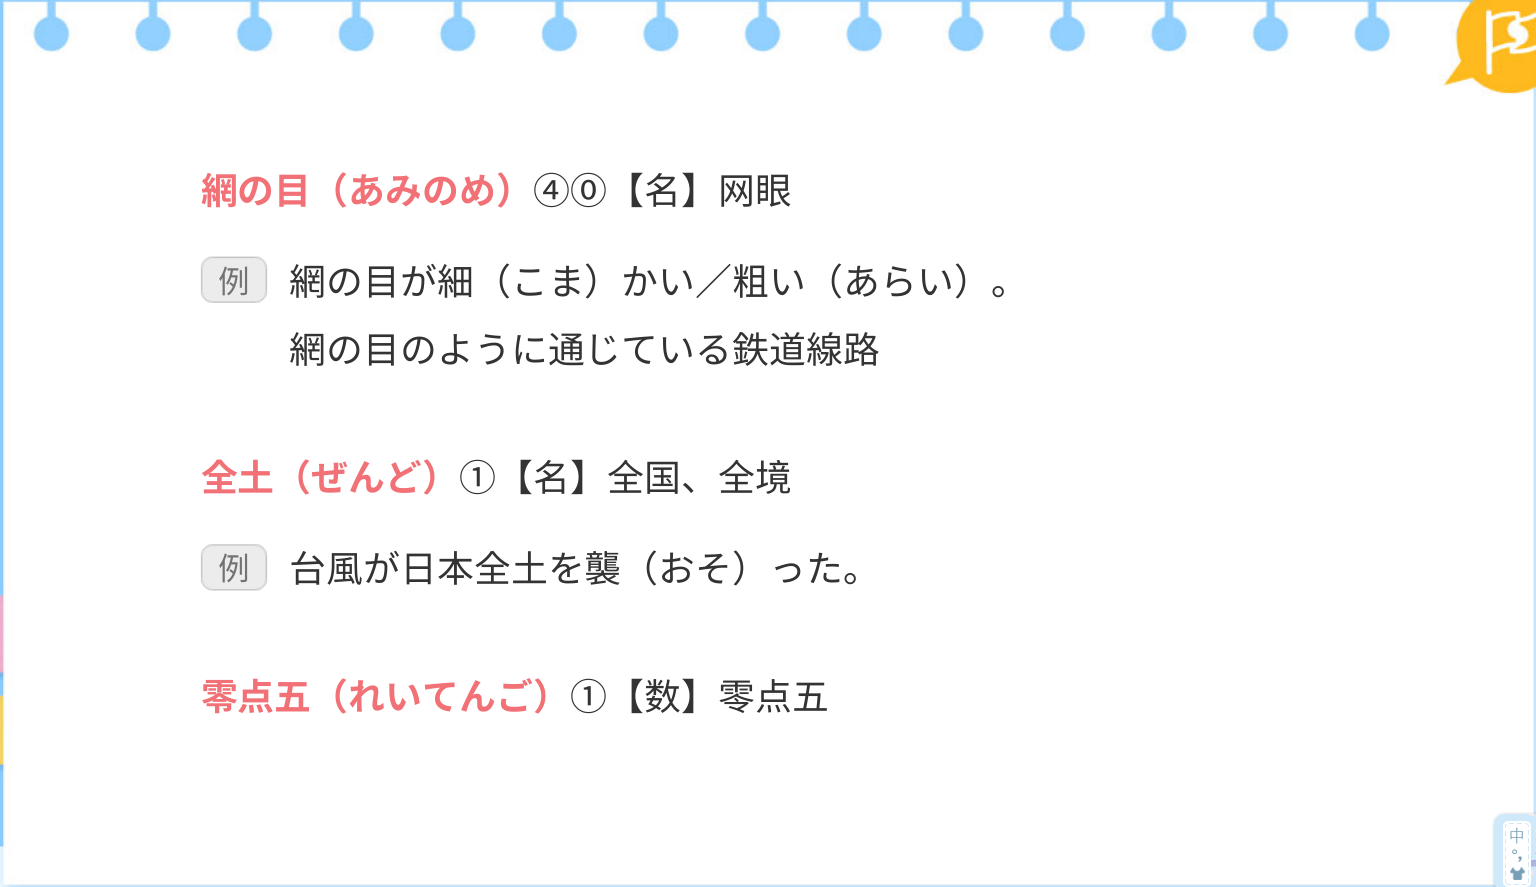 網の目（あみのめ）④⓪【名】网眼
例 網の目が細（こま）かい／粗い（あらい）。
網の目のように通じている鉄道線路
全土（ぜんど）①【名】全国、全境
例 台風が日本全土を襲（おそ）った。
零点五（れいてんご）①【数】零点五
中